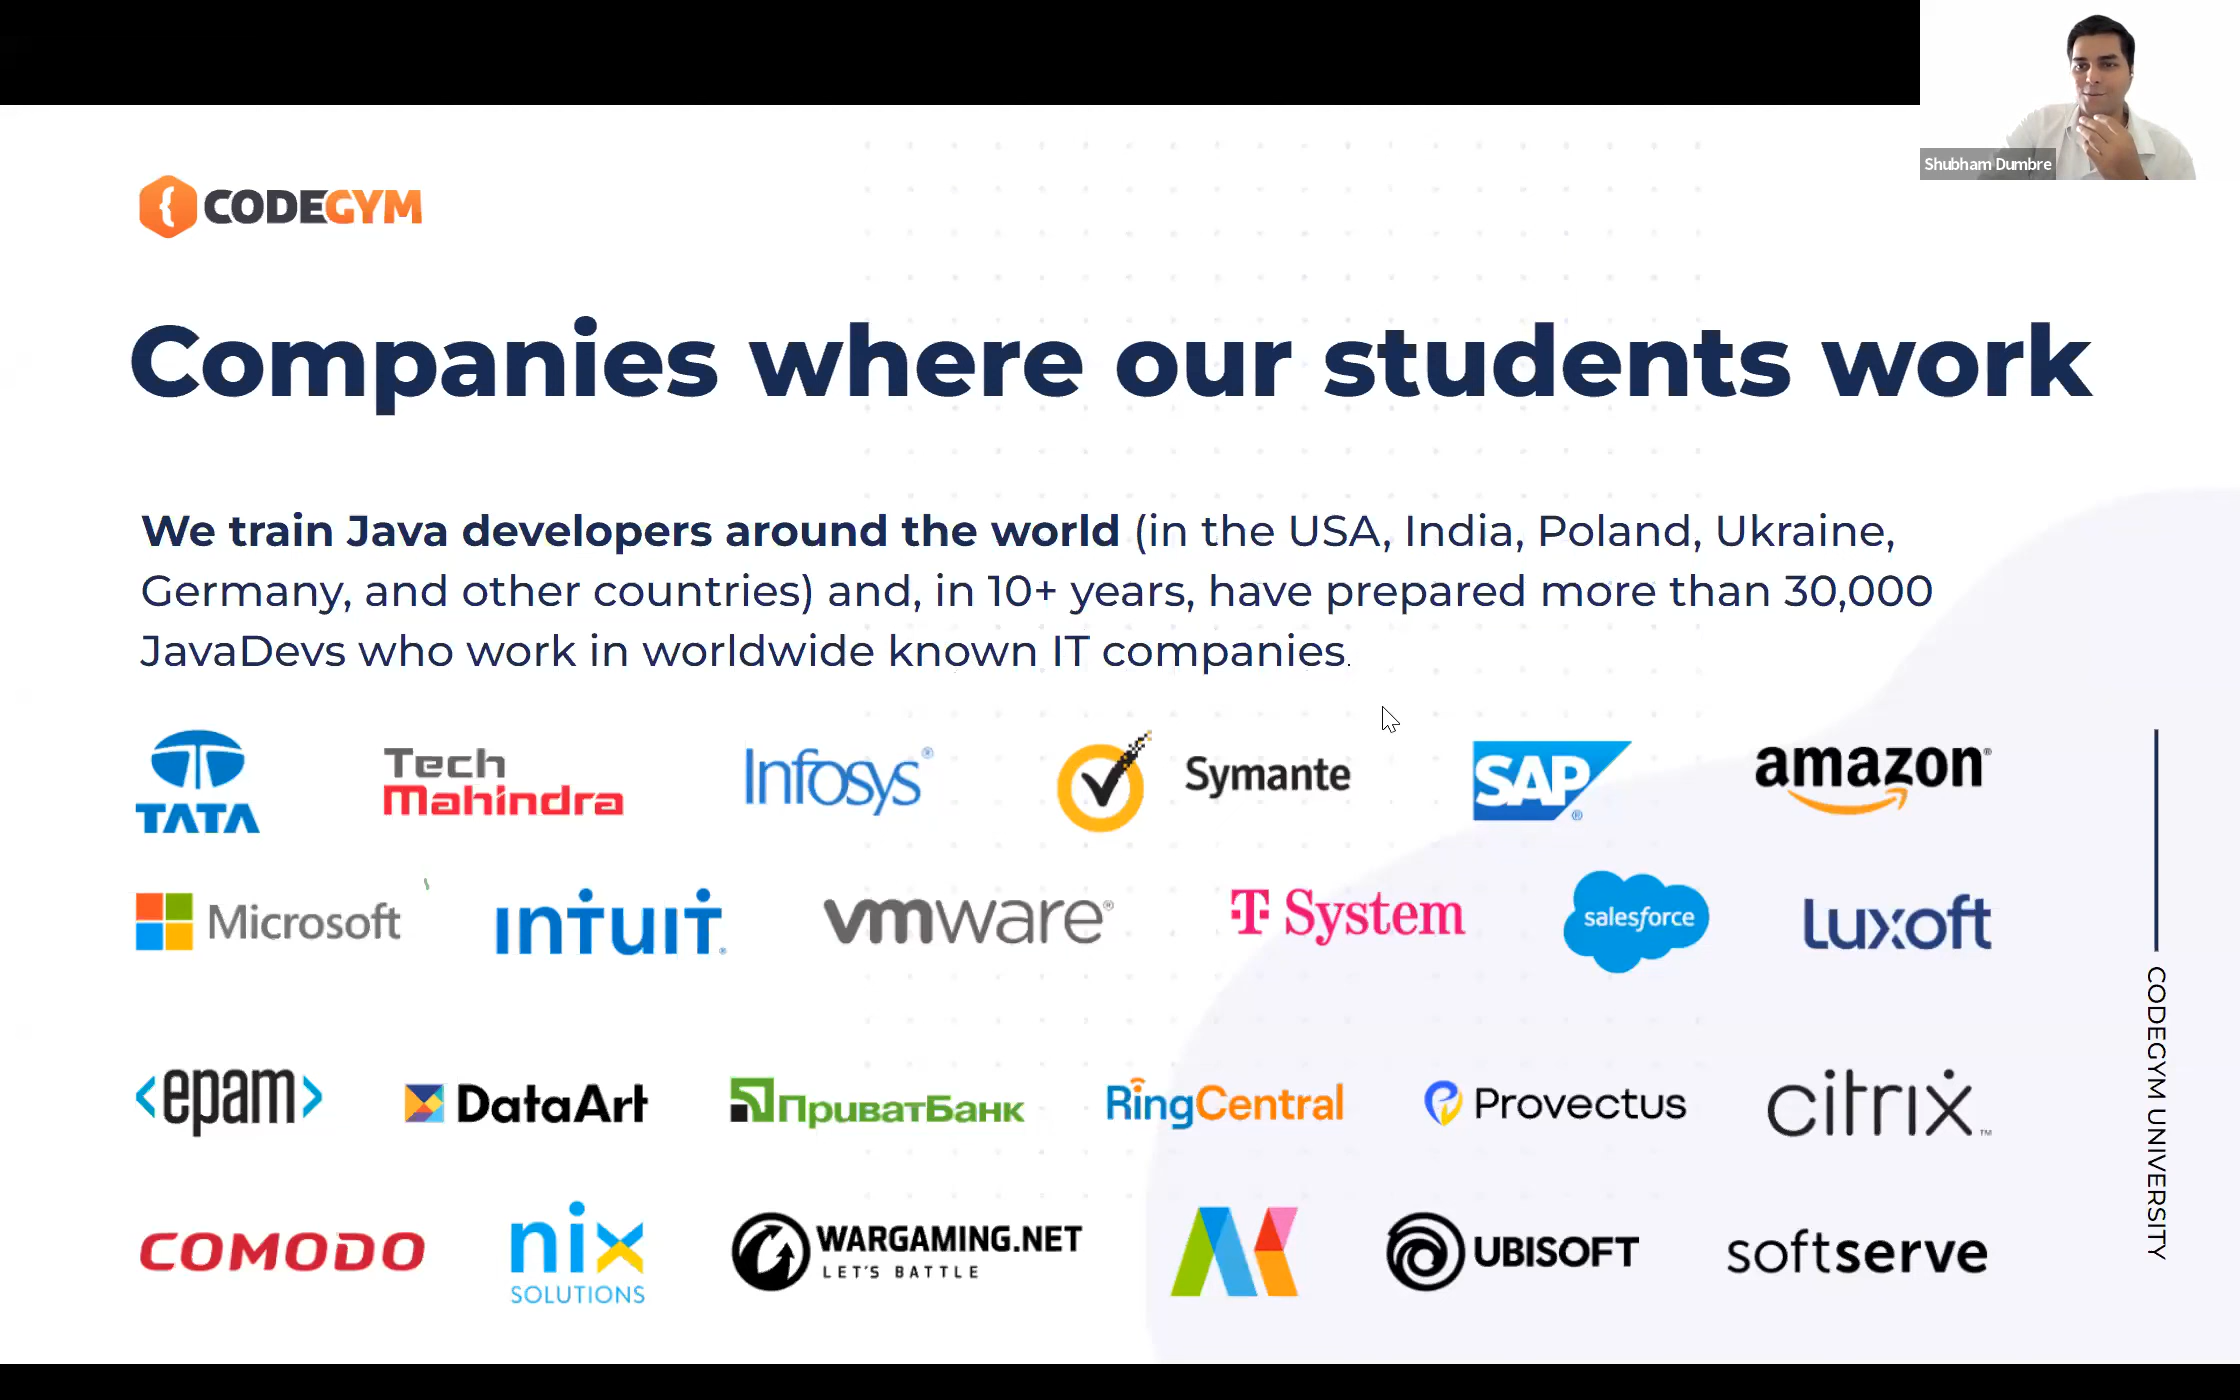 Shubham Dumbre
{ CODEGYM
Companies where our students work
We train Java developers around the world (in the USA, India, Poland, Ukraine,
Germany, and other countries) and, in 10+ years, have prepared more than 30,000
JavaDevs who work in worldwide known IT companies.
TATA
Tech
Mahindra
Infosys®
Symante
SAP®
amazon®
Microsoft
intuit®
vmware®
T System
salesforce
luxoft
<epam>
DataArt
ПриватБанк
RingCentral
Provectus
citrix™
COMODO
nix
SOLUTIONS
WARGAMING.NET
LET'S BATTLE
UBISOFT
softserve
CODEGYM UNIVERSITY